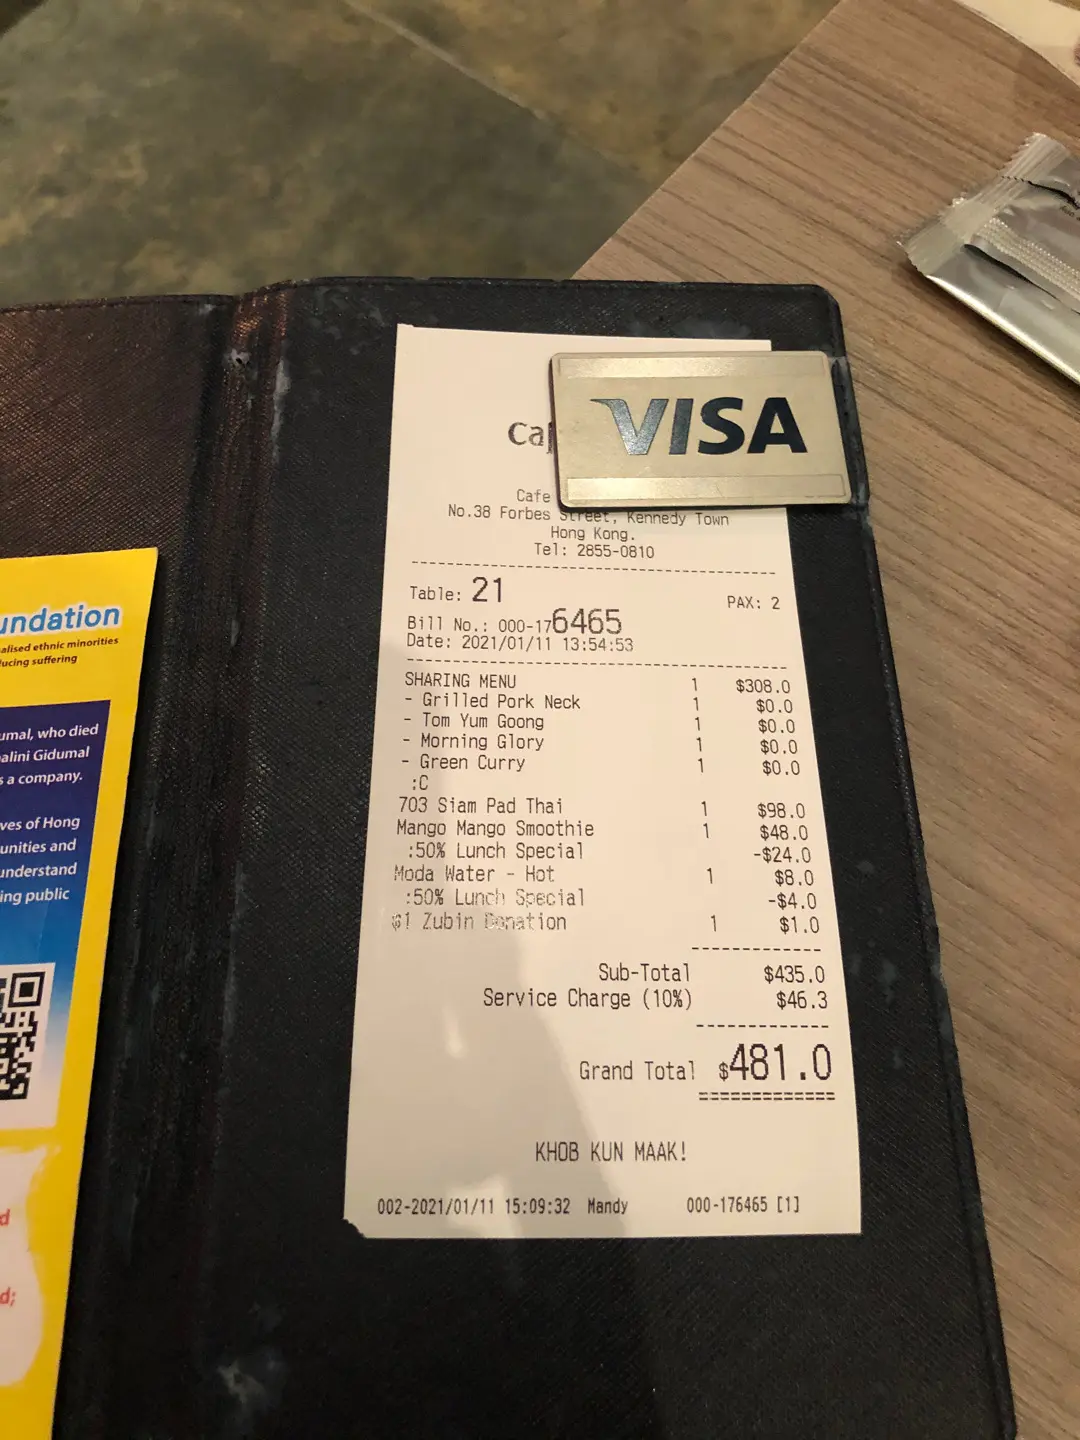 VISA
Caf
Cafe
No.38 Forbes Street, Kennedy Town
Hong Kong.
Tel: 2855-0810
Table: 21 PAX: 2
Bill No.: 000-176465
Date: 2021/01/11 13:54:53
SHARING MENU 1 $308.0
- Grilled Pork Neck 1 $0.0
- Tom Yum Goong 1 $0.0
- Morning Glory 1 $0.0
- Green Curry 1 $0.0
:C
703 Siam Pad Thai 1 $98.0
Mango Mango Smoothie 1 $48.0
:50% Lunch Special -$24.0
Moda Water - Hot 1 $8.0
:50% Lunch Special -$4.0
$1 Zubin Donation 1 $1.0
Sub-Total $435.0
Service Charge (10%) $46.3
Grand Total $481.0
KHOB KUN MAAK!
002-2021/01/11 15:09:32 Mandy 000-176465 [1]
undation
alised ethnic minorities
ucing suffering
umal, who died
alini Gidumal
s a company.
ves of Hong
unities and
understand
ing public
d
d;